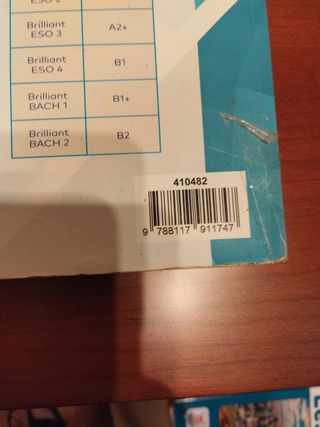 ESO 2
Brilliant
ESO 3
A2+
Brilliant
ESO 4
B1
Brilliant
BACH 1
B1+
Brilliant
BACH 2
B2
410482
9 788117 911747